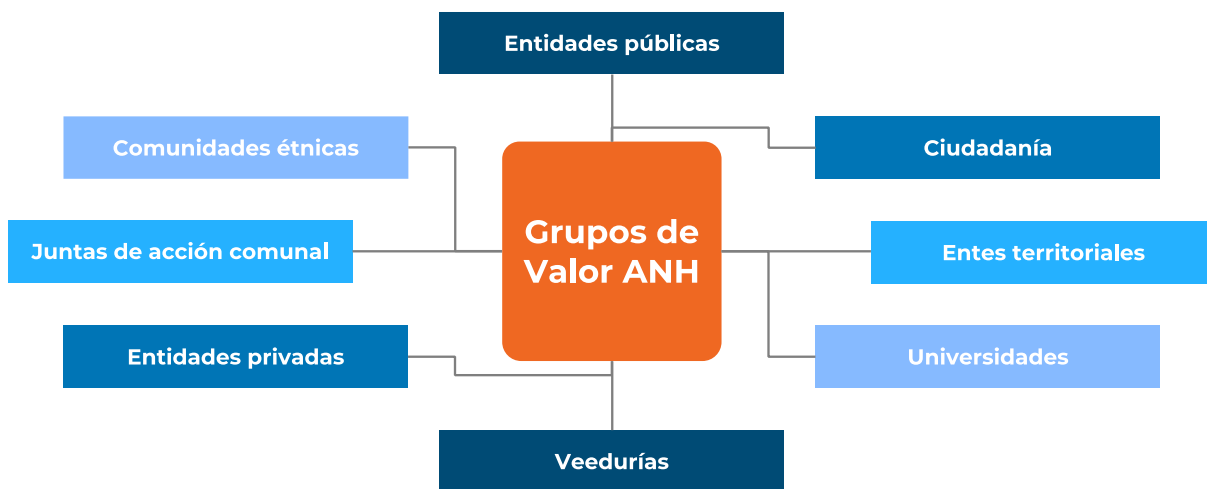 Entidades públicas
Comunidades étnicas
Ciudadanía
Grupos de
Valor ANH
Juntas de acción comunal
Entes territoriales
Entidades privadas
Universidades
Veedurías